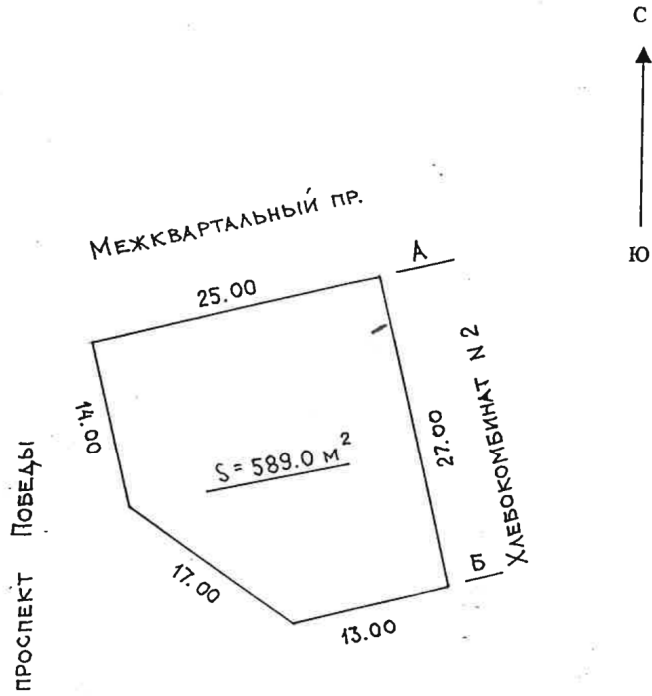 С
Ю
МЕЖКВАРТАЛЬНЫЙ ПР.
А
25.00
14.00
ХЛЕБОКОМБИНАТ N 2
27.00
S = 589.0 м²
ПРОСПЕКТ ПОБЕДЫ
17.00
Б
13.00